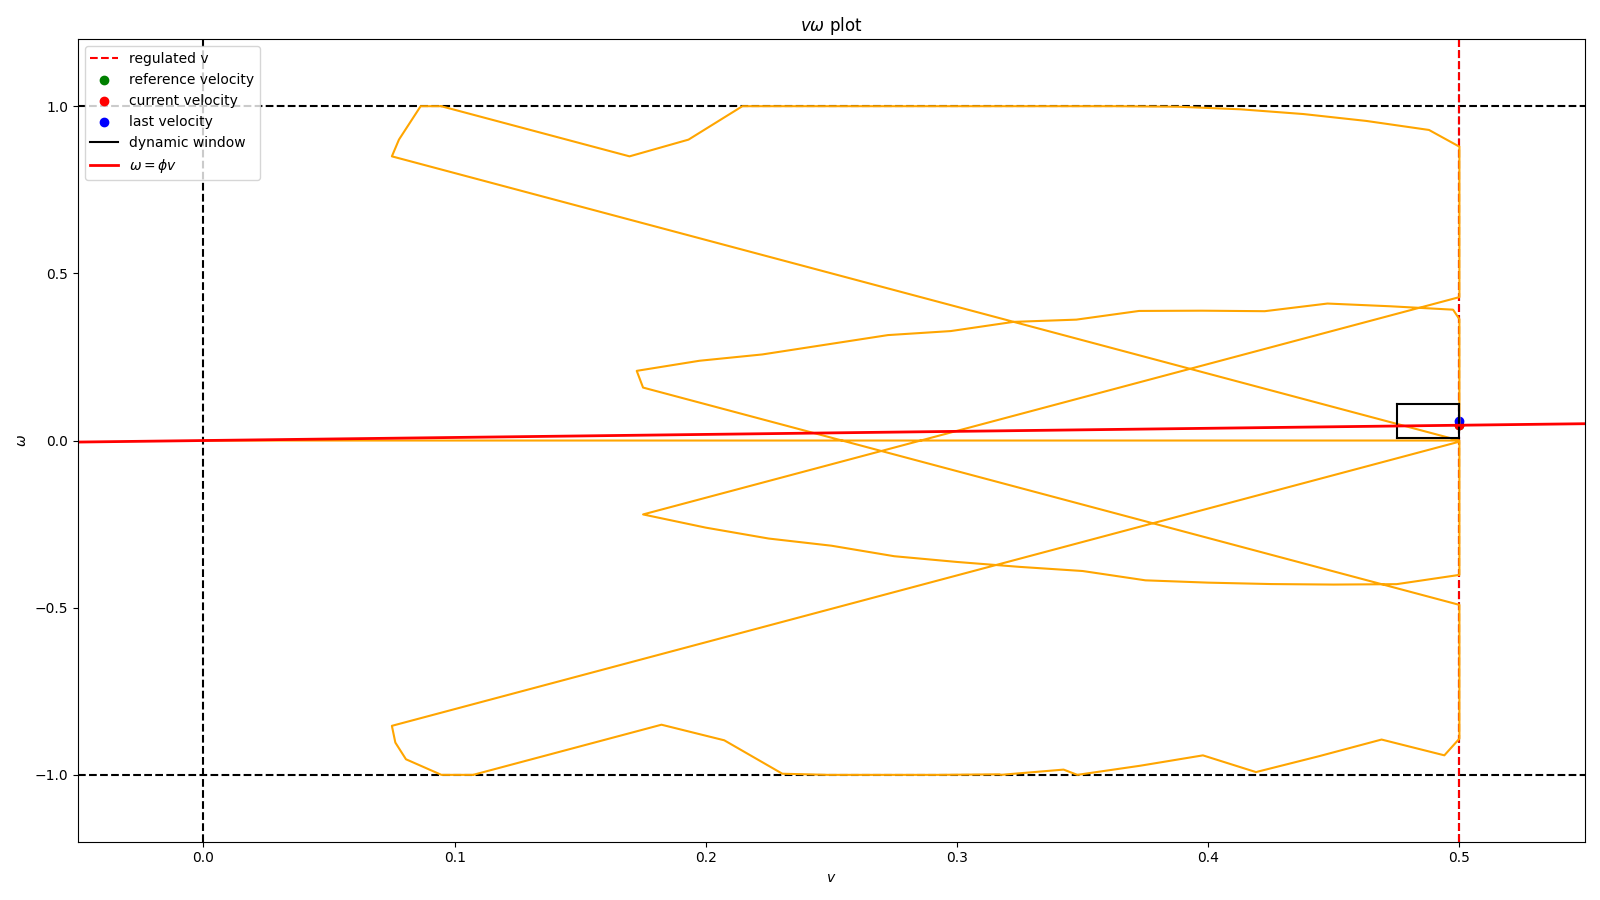 vω plot
regulated v
reference velocity
current velocity
last velocity
dynamic window
ω = ϕv
1.0
0.5
0.0
−0.5
−1.0
ω
0.0 0.1 0.2 0.3 0.4 0.5
v